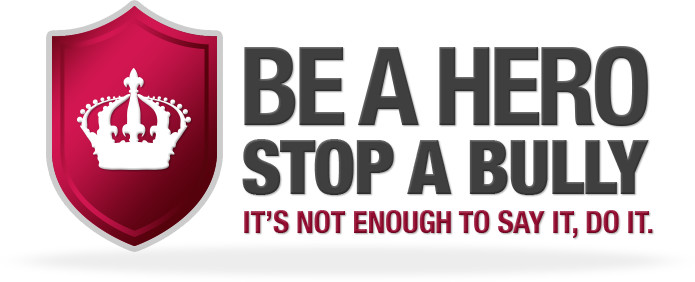 BE A HERO
STOP A BULLY
IT'S NOT ENOUGH TO SAY IT, DO IT.